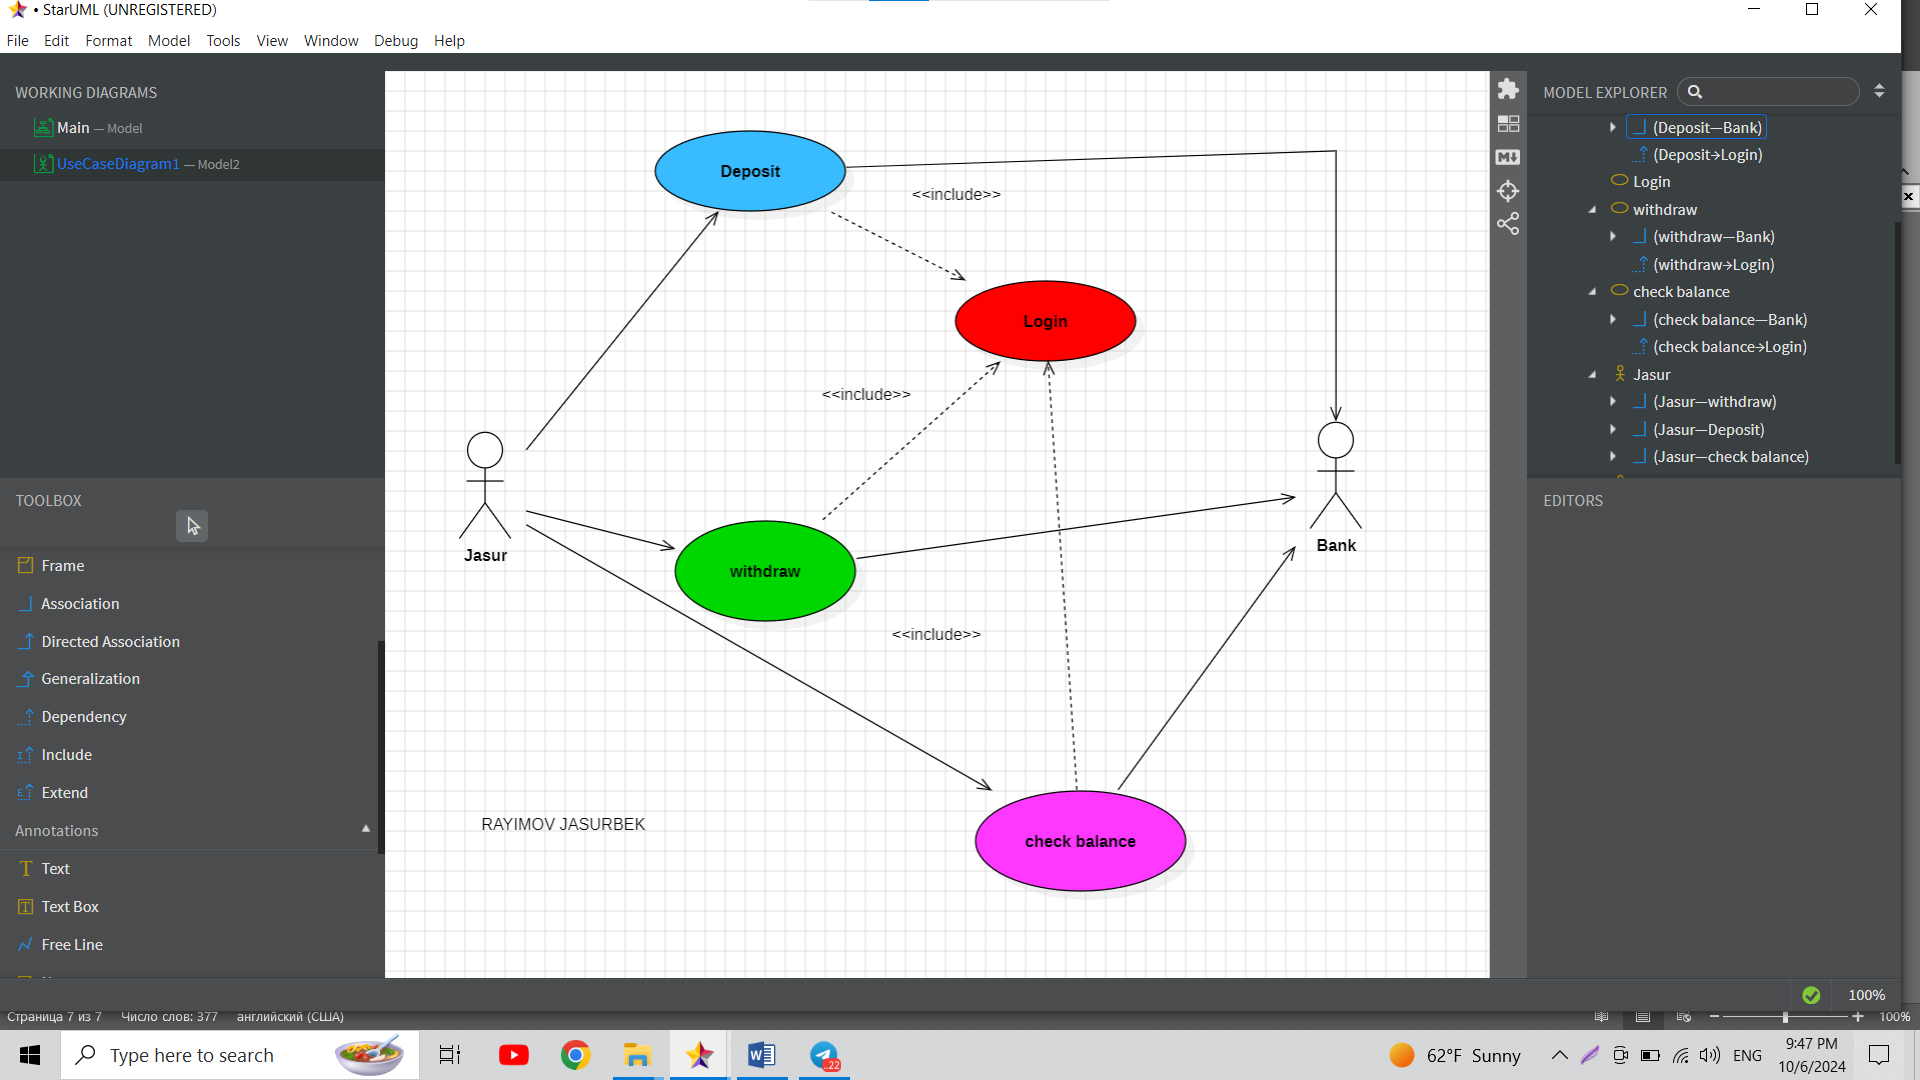 • StarUML (UNREGISTERED)
File Edit Format Model Tools View Window Debug Help
WORKING DIAGRAMS
Main — Model
UseCaseDiagram1 — Model2
TOOLBOX
Frame
Association
Directed Association
Generalization
Dependency
Include
Extend
Annotations
Text
Text Box
Free Line
Deposit
<<include>>
Login
<<include>>
Jasur
Bank
withdraw
<<include>>
check balance
RAYIMOV JASURBEK
MODEL EXPLORER
(Deposit—Bank)
(Deposit→Login)
Login
withdraw
(withdraw—Bank)
(withdraw→Login)
check balance
(check balance—Bank)
(check balance→Login)
Jasur
(Jasur—withdraw)
(Jasur—Deposit)
(Jasur—check balance)
EDITORS
100%
Страница 7 из 7 Число слов: 377 английский (США) 100%
Type here to search
..22
62°F Sunny
ENG
9:47 PM
10/6/2024